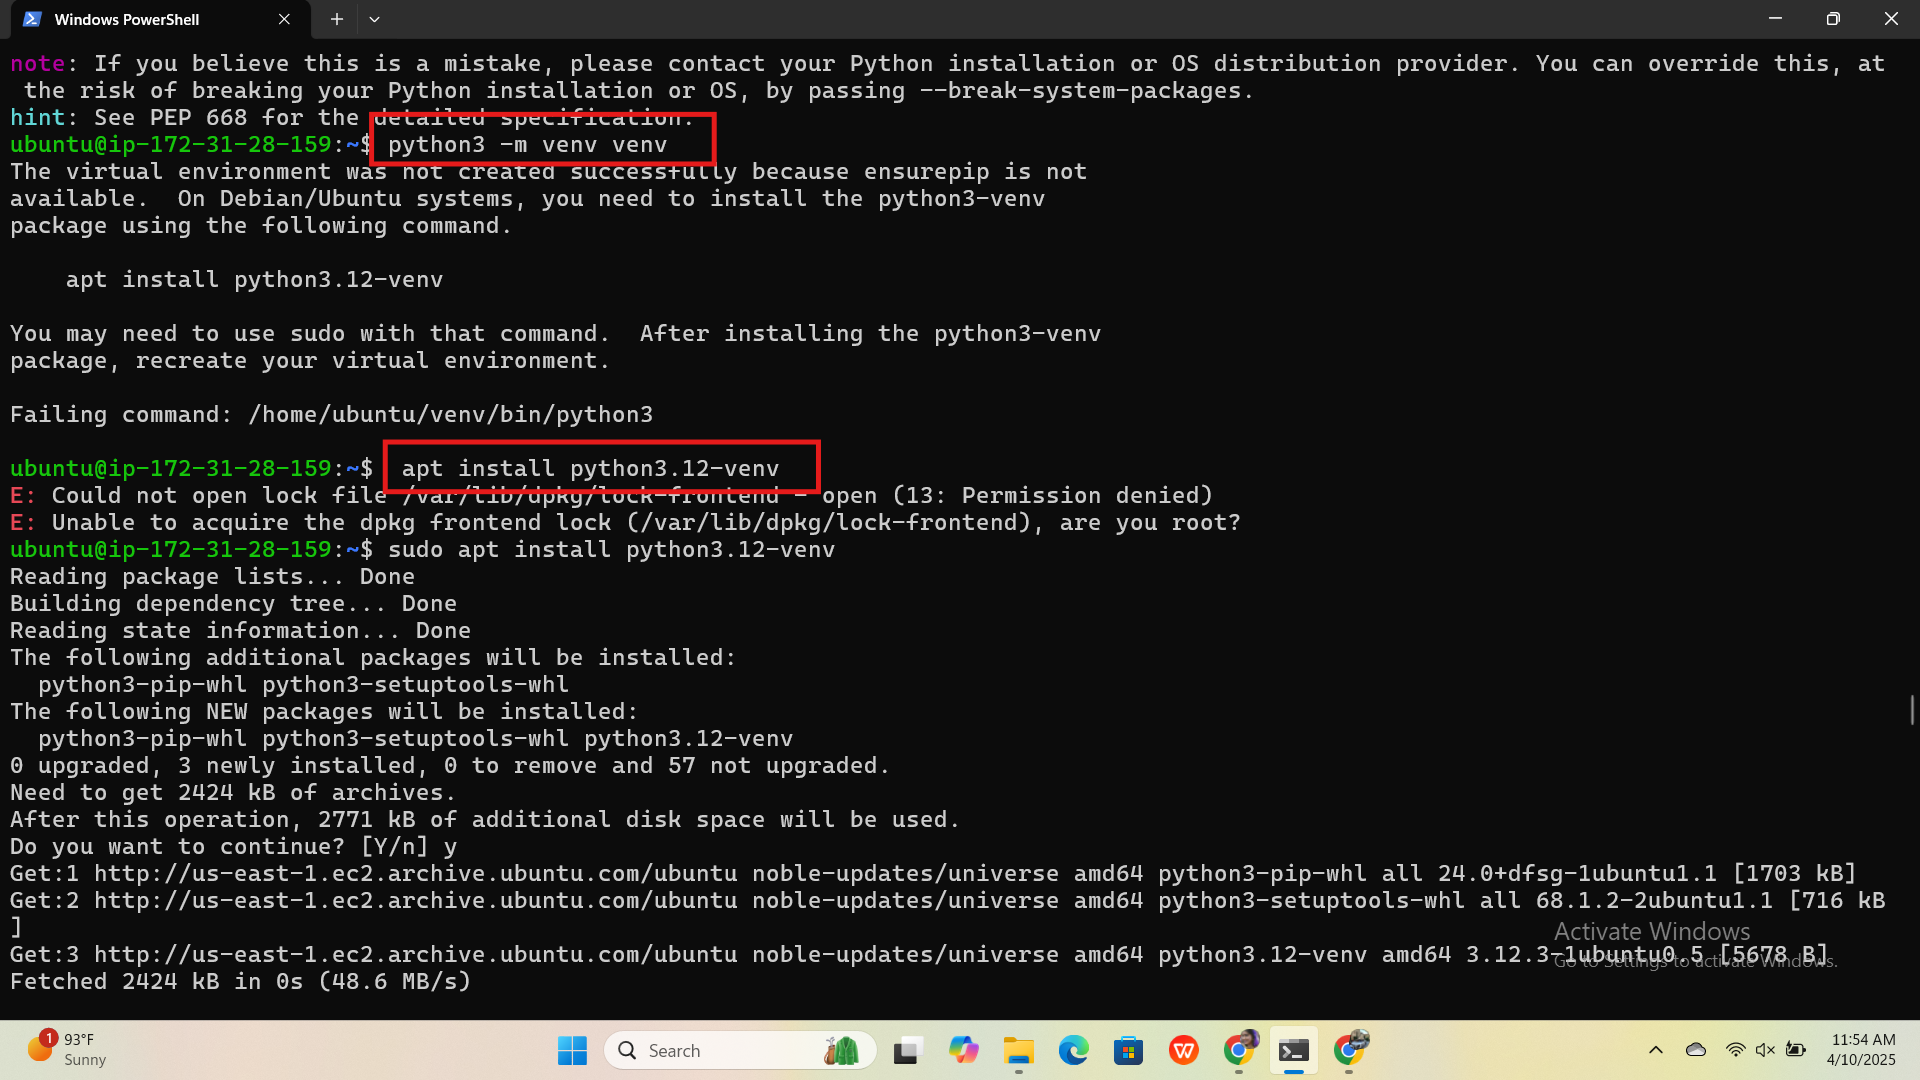 Windows PowerShell
note: If you believe this is a mistake, please contact your Python installation or OS distribution provider. You can override this, at
the risk of breaking your Python installation or OS, by passing --break-system-packages.
hint: See PEP 668 for the detailed specification.
ubuntu@ip-172-31-28-159:~$ python3 -m venv venv
The virtual environment was not created successfully because ensurepip is not
available.  On Debian/Ubuntu systems, you need to install the python3-venv
package using the following command.
apt install python3.12-venv
You may need to use sudo with that command.  After installing the python3-venv
package, recreate your virtual environment.
Failing command: /home/ubuntu/venv/bin/python3
ubuntu@ip-172-31-28-159:~$  apt install python3.12-venv
E: Could not open lock file /var/lib/dpkg/lock-frontend - open (13: Permission denied)
E: Unable to acquire the dpkg frontend lock (/var/lib/dpkg/lock-frontend), are you root?
ubuntu@ip-172-31-28-159:~$ sudo apt install python3.12-venv
Reading package lists... Done
Building dependency tree... Done
Reading state information... Done
The following additional packages will be installed:
python3-pip-whl python3-setuptools-whl
The following NEW packages will be installed:
python3-pip-whl python3-setuptools-whl python3.12-venv
0 upgraded, 3 newly installed, 0 to remove and 57 not upgraded.
Need to get 2424 kB of archives.
After this operation, 2771 kB of additional disk space will be used.
Do you want to continue? [Y/n] y
Get:1 http://us-east-1.ec2.archive.ubuntu.com/ubuntu noble-updates/universe amd64 python3-pip-whl all 24.0+dfsg-1ubuntu1.1 [1703 kB]
Get:2 http://us-east-1.ec2.archive.ubuntu.com/ubuntu noble-updates/universe amd64 python3-setuptools-whl all 68.1.2-2ubuntu1.1 [716 kB
]
Activate Windows
Get:3 http://us-east-1.ec2.archive.ubuntu.com/ubuntu noble-updates/universe amd64 python3.12-venv amd64 3.12.3-1ubuntu0.5 [5678 B]
Go to Settings to activate Windows.
Fetched 2424 kB in 0s (48.6 MB/s)
1
93°F
Sunny
Search
11:54 AM
4/10/2025